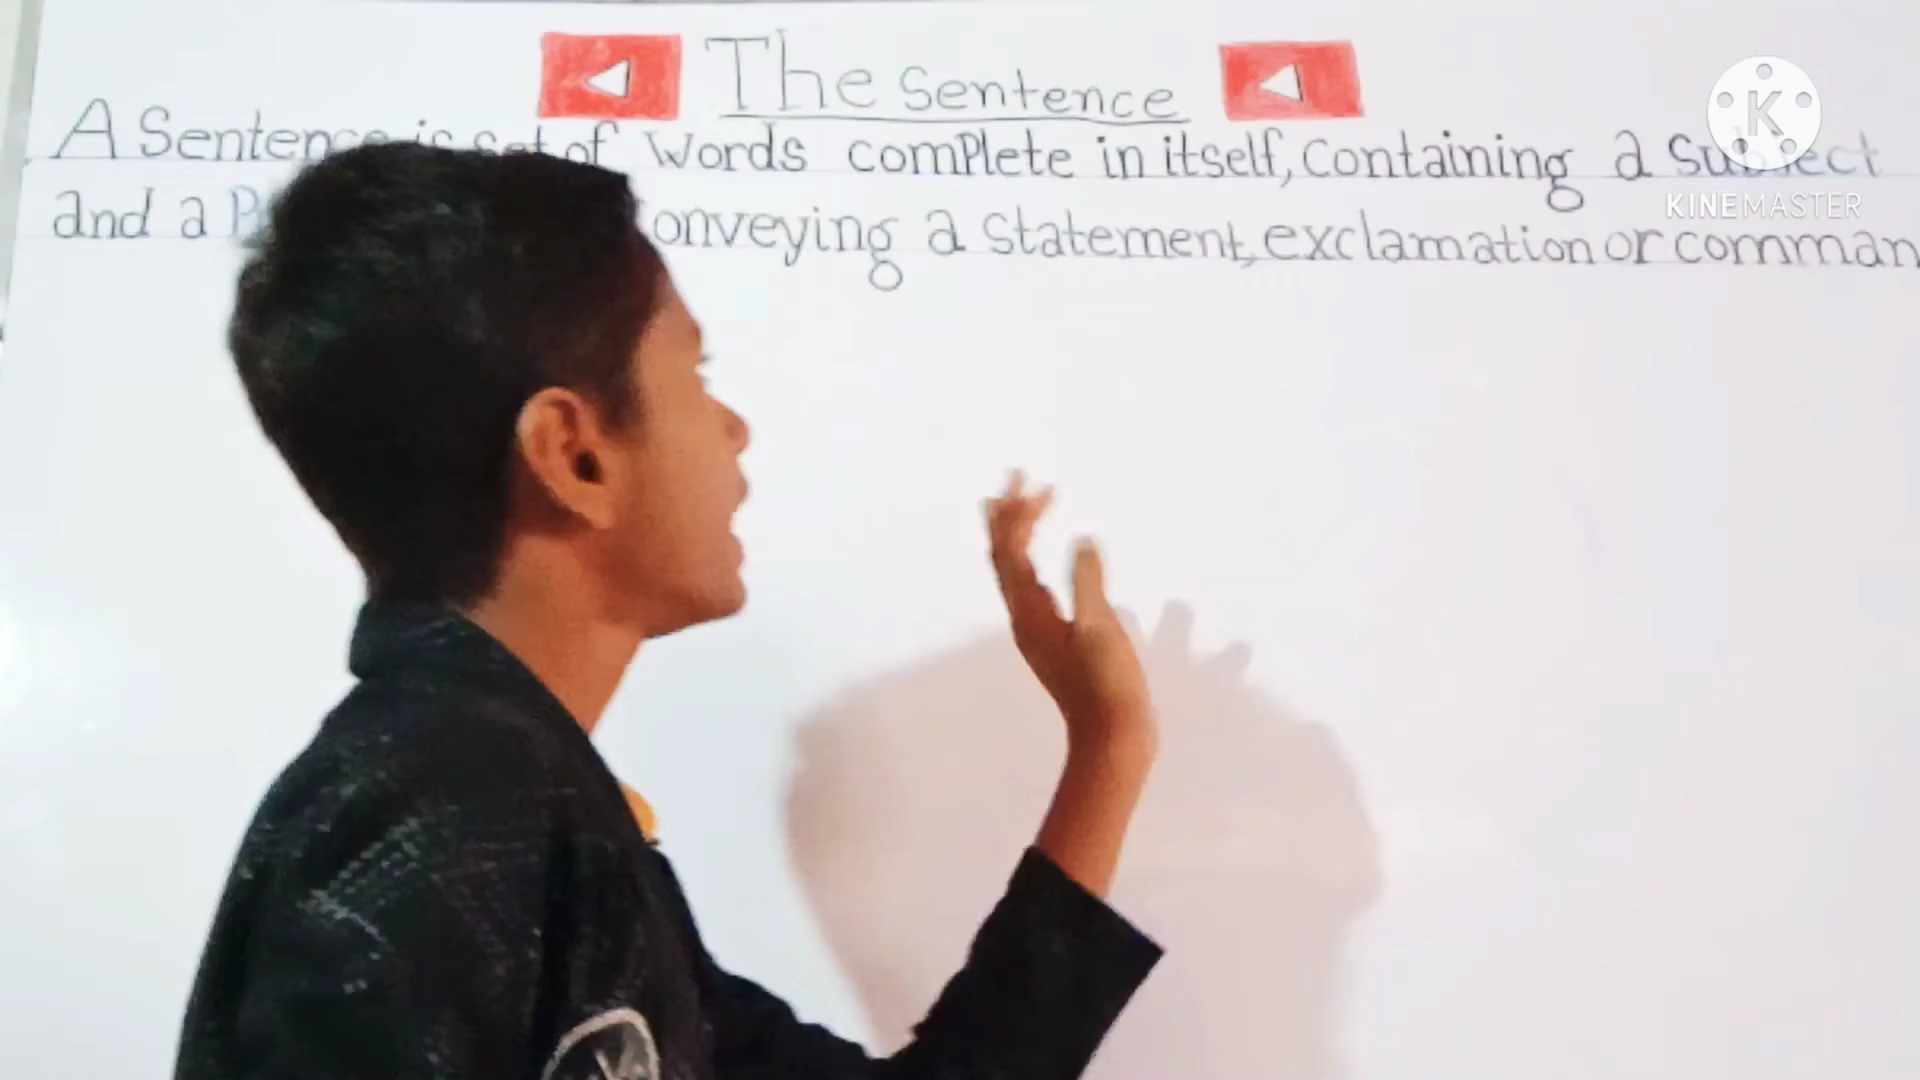 The Sentence
A Sentence is set of words complete in itself, containing a subject
and a onveying a statement, exclamation or comman
K
KINEMASTER